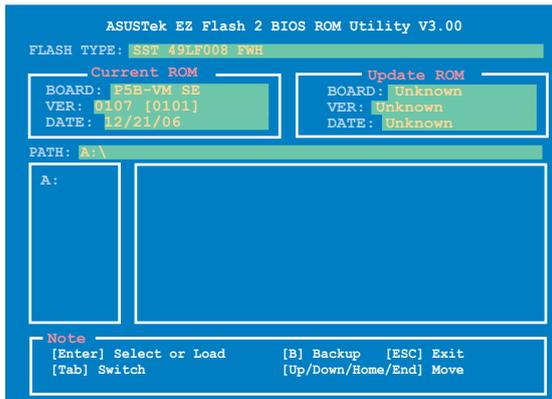 ASUSTek EZ Flash 2 BIOS ROM Utility V3.00
FLASH TYPE: SST 49LF008 FWH
Current ROM
BOARD: P5B-VM SE
VER: 0107 [0101]
DATE: 12/21/06
Update ROM
BOARD: Unknown
VER: Unknown
DATE: Unknown
PATH: A:\
A:
Note
[Enter] Select or Load [B] Backup [ESC] Exit
[Tab] Switch [Up/Down/Home/End] Move